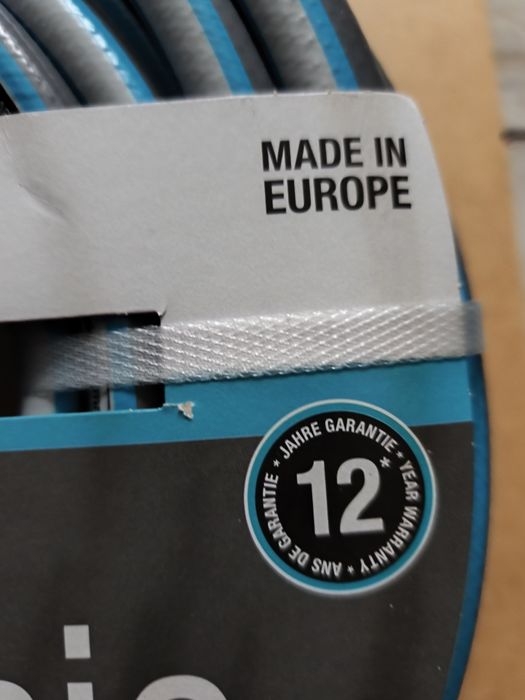 MADE IN
EUROPE
* JAHRE GARANTIE * YEAR WARRANTY * ANS DE GARANTIE
12*